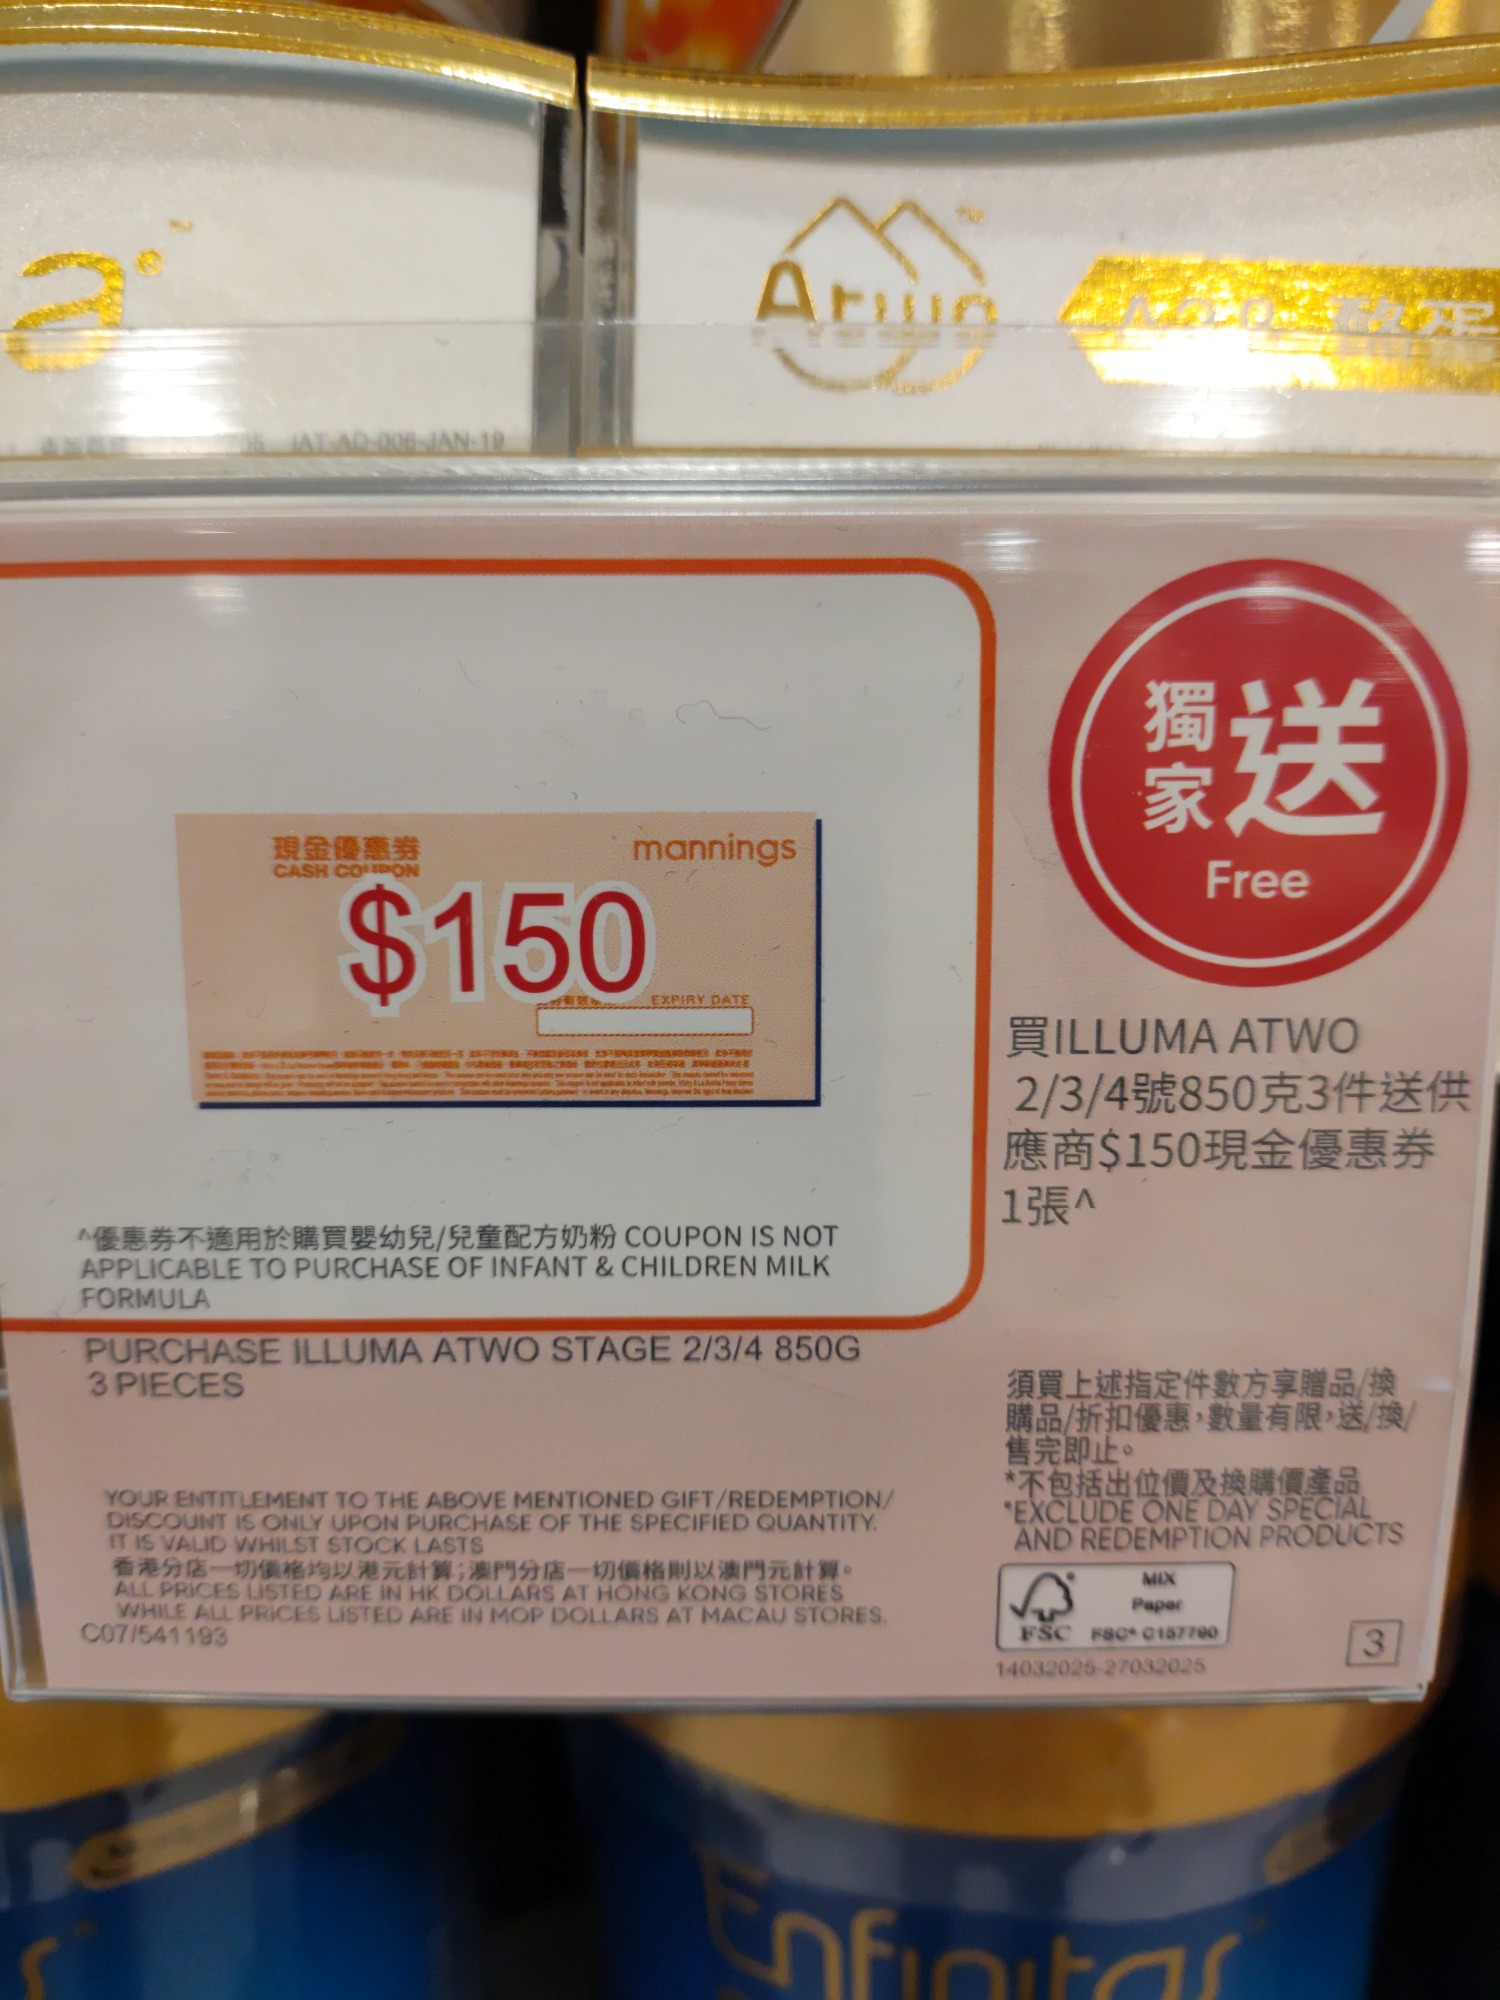 a
Atwo
IAT-AD-006-JAN-19
獨家送
Free
現金優惠券
mannings
CASH COUPON
$150
EXPIRY DATE
買ILLUMA ATWO
2/3/4號850克3件送供
應商$150現金優惠券
1張^
^優惠券不適用於購買嬰幼兒/兒童配方奶粉 COUPON IS NOT
APPLICABLE TO PURCHASE OF INFANT & CHILDREN MILK
FORMULA
PURCHASE ILLUMA ATWO STAGE 2/3/4 850G
3 PIECES
須買上述指定件數方享贈品/換
購品/折扣優惠,數量有限,送/換/
售完即止。
*不包括出位價及換購價產品
*EXCLUDE ONE DAY SPECIAL
AND REDEMPTION PRODUCTS
YOUR ENTITLEMENT TO THE ABOVE MENTIONED GIFT/REDEMPTION/
DISCOUNT IS ONLY UPON PURCHASE OF THE SPECIFIED QUANTITY.
IT IS VALID WHILST STOCK LASTS
香港分店一切價格均以港元計算;澳門分店一切價格則以澳門元計算。
ALL PRICES LISTED ARE IN HK DOLLARS AT HONG KONG STORES
WHILE ALL PRICES LISTED ARE IN MOP DOLLARS AT MACAU STORES.
C07/541193
FSC
MIX
Paper
FSC® C157790
14032025-27032025
3
Enfinitas